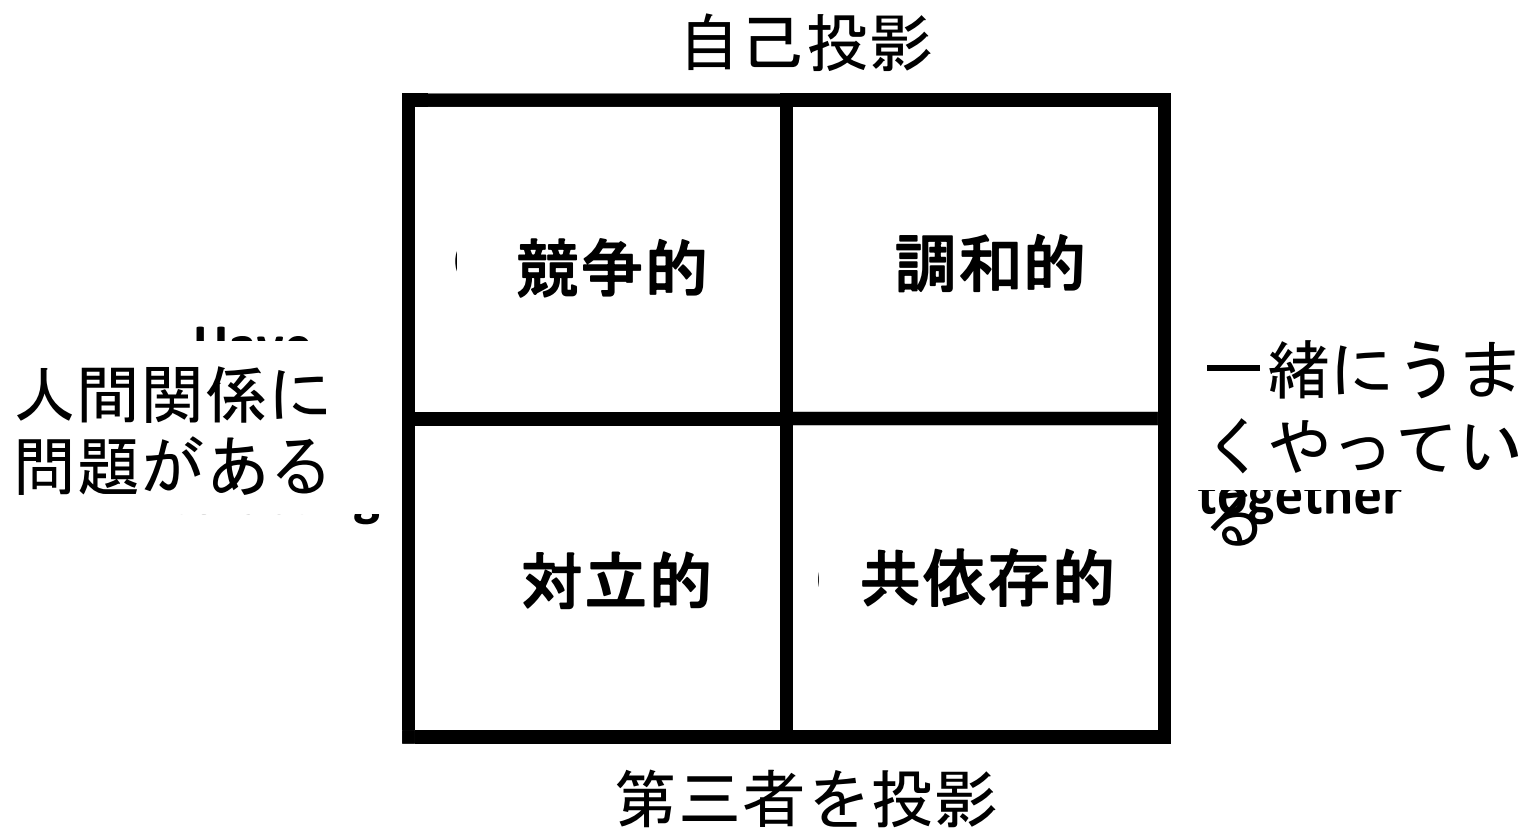 自己投影
競争的
調和的
人間関係に
問題がある
一緒にうま
くやってい
る
together
対立的
共依存的
第三者を投影